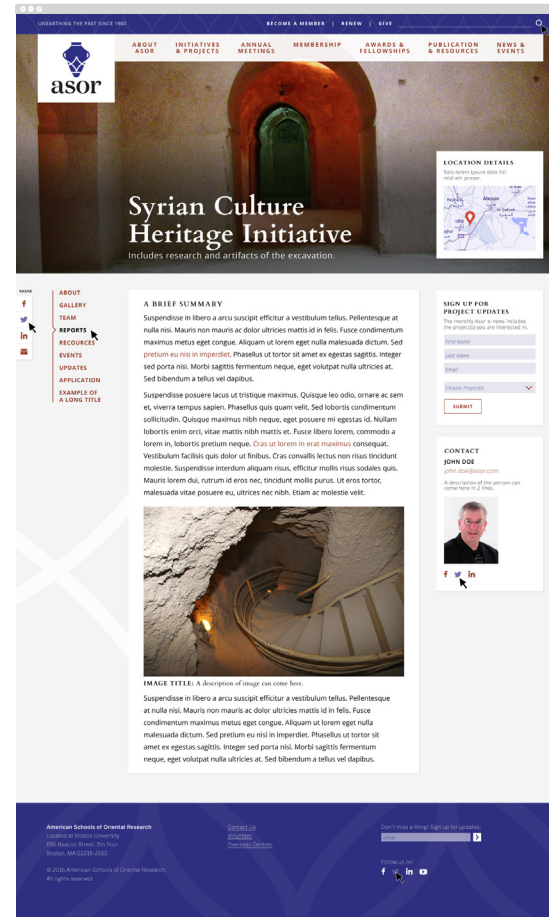 UNEARTHING THE PAST SINCE 1900
BECOME A MEMBER | RENEW | GIVE
asor
ABOUT ASOR
INITIATIVES & PROJECTS
ANNUAL MEETINGS
MEMBERSHIP
AWARDS & FELLOWSHIPS
PUBLICATION & RESOURCES
NEWS & EVENTS
Syrian Culture
Heritage Initiative
Includes research and artifacts of the excavation.
LOCATION DETAILS
Solo lorem ipsum dolo lisi
midi elir prosor.
Aleppo
Idlib
SHARE
ABOUT
GALLERY
TEAM
REPORTS
RECOURCES
EVENTS
UPDATES
APPLICATION
EXAMPLE OF
A LONG TITLE
A BRIEF SUMMARY
Suspendisse in libero a arcu suscipit efficitur a vestibulum tellus. Pellentesque at
nulla nisi. Mauris non mauris ac dolor ultricies mattis id in felis. Fusce condimentum
maximus metus eget congue. Aliquam ut lorem eget nulla malesuada dictum. Sed
pretium eu nisi in imperdiet. Phasellus ut tortor sit amet ex egestas sagittis. Integer
sed porta nisi. Morbi sagittis fermentum neque, eget volutpat nulla ultricies at.
Sed bibendum a tellus vel dapibus.
Suspendisse posuere lacus ut tristique maximus. Quisque leo odio, ornare ac sem
et, viverra tempus sapien. Phasellus quis quam velit. Sed lobortis condimentum
sollicitudin. Quisque maximus nibh neque, eget posuere mi egestas id. Nullam
lobortis enim orci, vitae mattis nibh mattis et. Fusce libero lorem, commodo a
lorem in, lobortis pretium neque. Cras ut lorem in erat maximus consequat.
Vestibulum facilisis quis dolor ut finibus. Cras convallis lectus non risus tincidunt
molestie. Suspendisse interdum aliquam risus, efficitur mollis risus sodales quis.
Mauris lorem dui, rutrum id eros nec, tincidunt mollis purus. Ut eros tortor,
malesuada vitae posuere eu, ultrices nec nibh. Etiam ac molestie velit.
IMAGE TITLE: A description of image can come here.
Suspendisse in libero a arcu suscipit efficitur a vestibulum tellus. Pellentesque
at nulla nisi. Mauris non mauris ac dolor ultricies mattis id in felis. Fusce
condimentum maximus metus eget congue. Aliquam ut lorem eget nulla
malesuada dictum. Sed pretium eu nisi in imperdiet. Phasellus ut tortor sit
amet ex egestas sagittis. Integer sed porta nisi. Morbi sagittis fermentum
neque, eget volutpat nulla ultricies at. Sed bibendum a tellus vel dapibus.
SIGN UP FOR
PROJECT UPDATES
The monthly Asor e-news includes
the project(s) you are interested in.
First Name
Last Name
Email
Choose Project(s)
SUBMIT
CONTACT
JOHN DOE
john.doe@asor.com
A description of the person can
come here in 2 lines.
American Schools of Oriental Research
Located at Boston University
656 Beacon Street, 5th floor
Boston, MA 02215-2010
© 2016 American Schools of Oriental Research.
All rights reserved.
Contact Us
Volunteer
Overseas Centres
Don't miss a thing! Sign up for updates:
email
Follow us on: